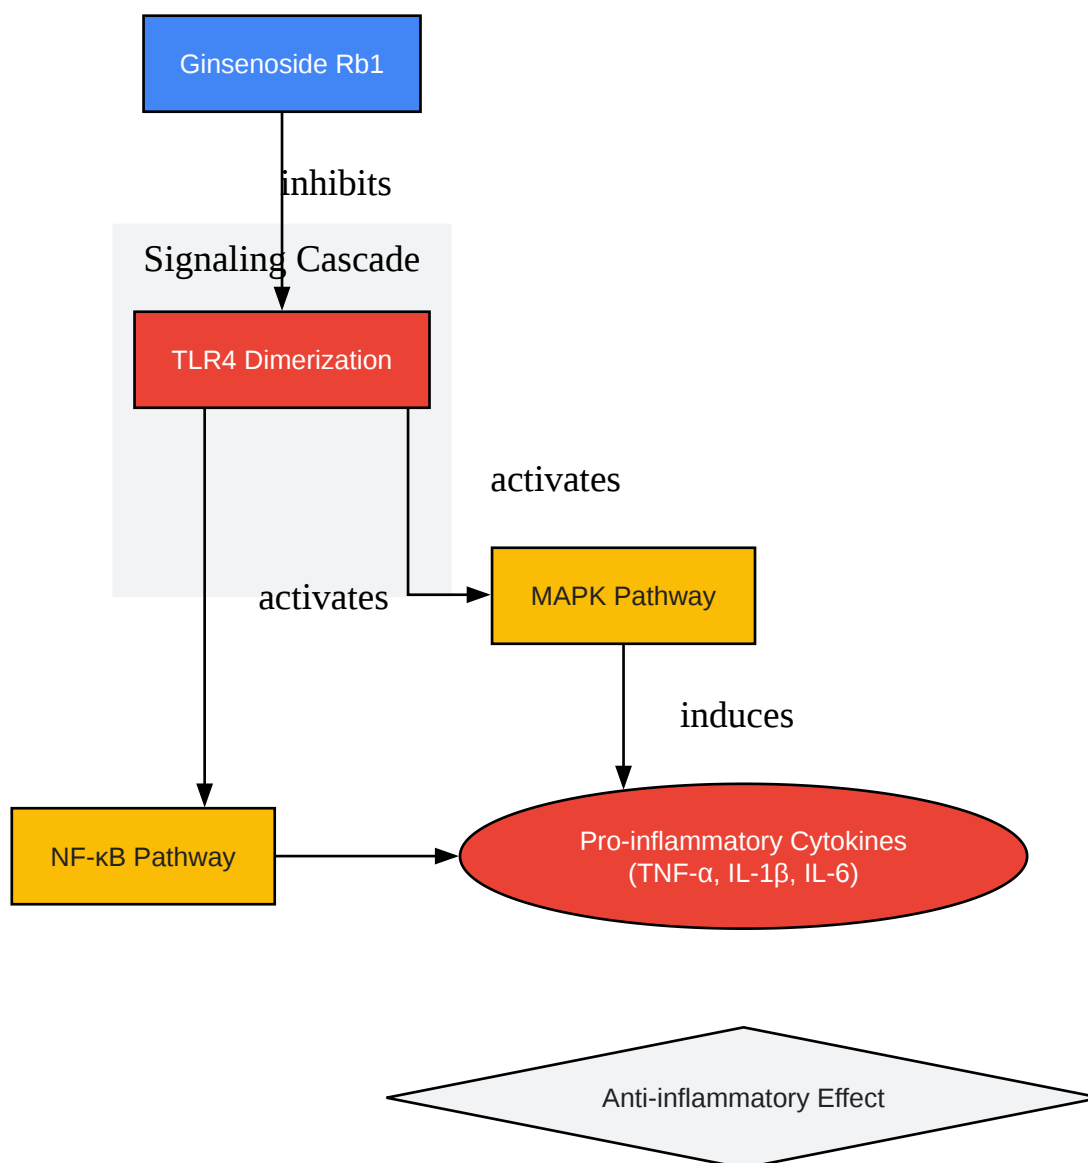 Ginsenoside Rb1
inhibits
Signaling Cascade
TLR4 Dimerization
activates
activates
MAPK Pathway
induces
NF-κB Pathway
Pro-inflammatory Cytokines
(TNF-α, IL-1β, IL-6)
Anti-inflammatory Effect